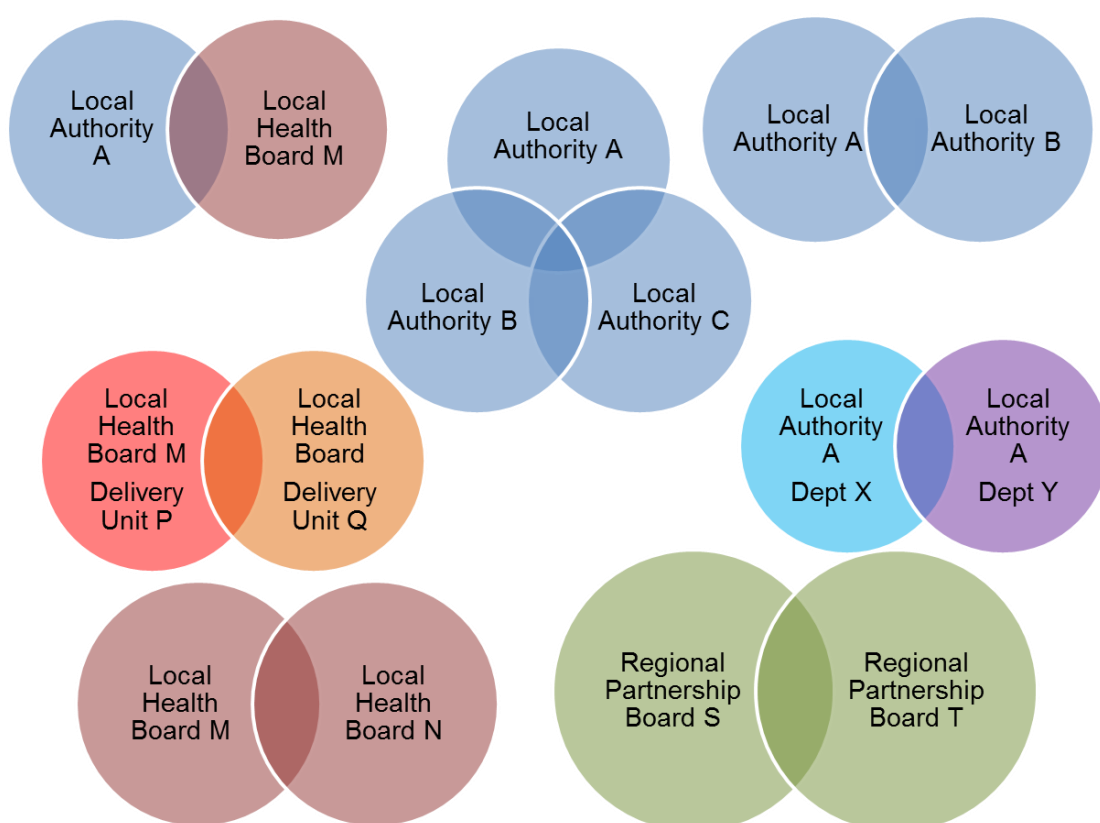 Local
Authority
A
Local
Health
Board M
Local
Authority A
Local
Authority B
Local
Authority C
Local
Authority A
Local
Authority B
Local
Health
Board M
Delivery
Unit P
Local
Health
Board
Delivery
Unit Q
Local
Authority
A
Dept X
Local
Authority
A
Dept Y
Local
Health
Board M
Local
Health
Board N
Regional
Partnership
Board S
Regional
Partnership
Board T